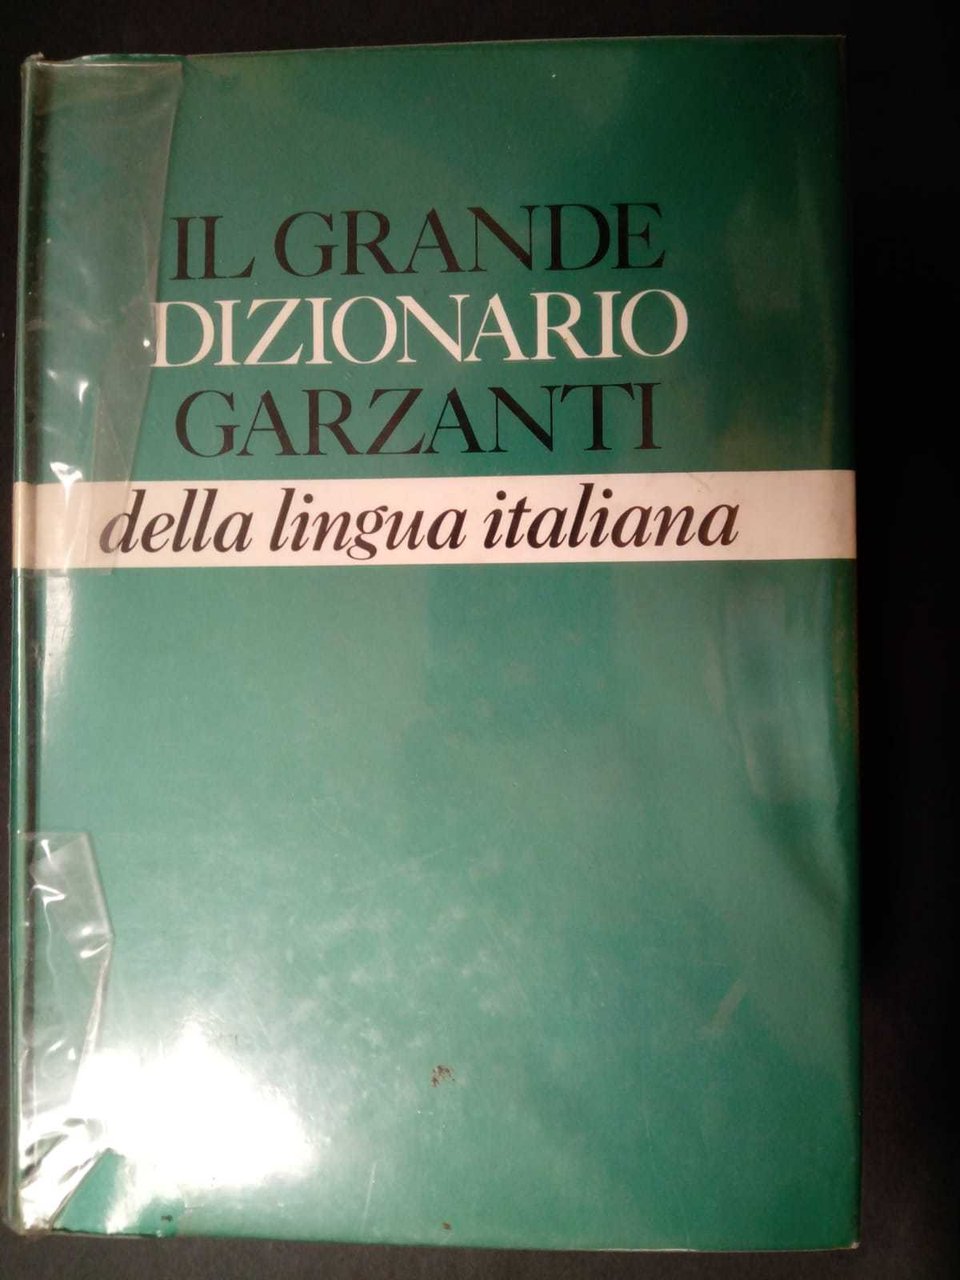 IL GRANDE
DIZIONARIO
GARZANTI
della lingua italiana